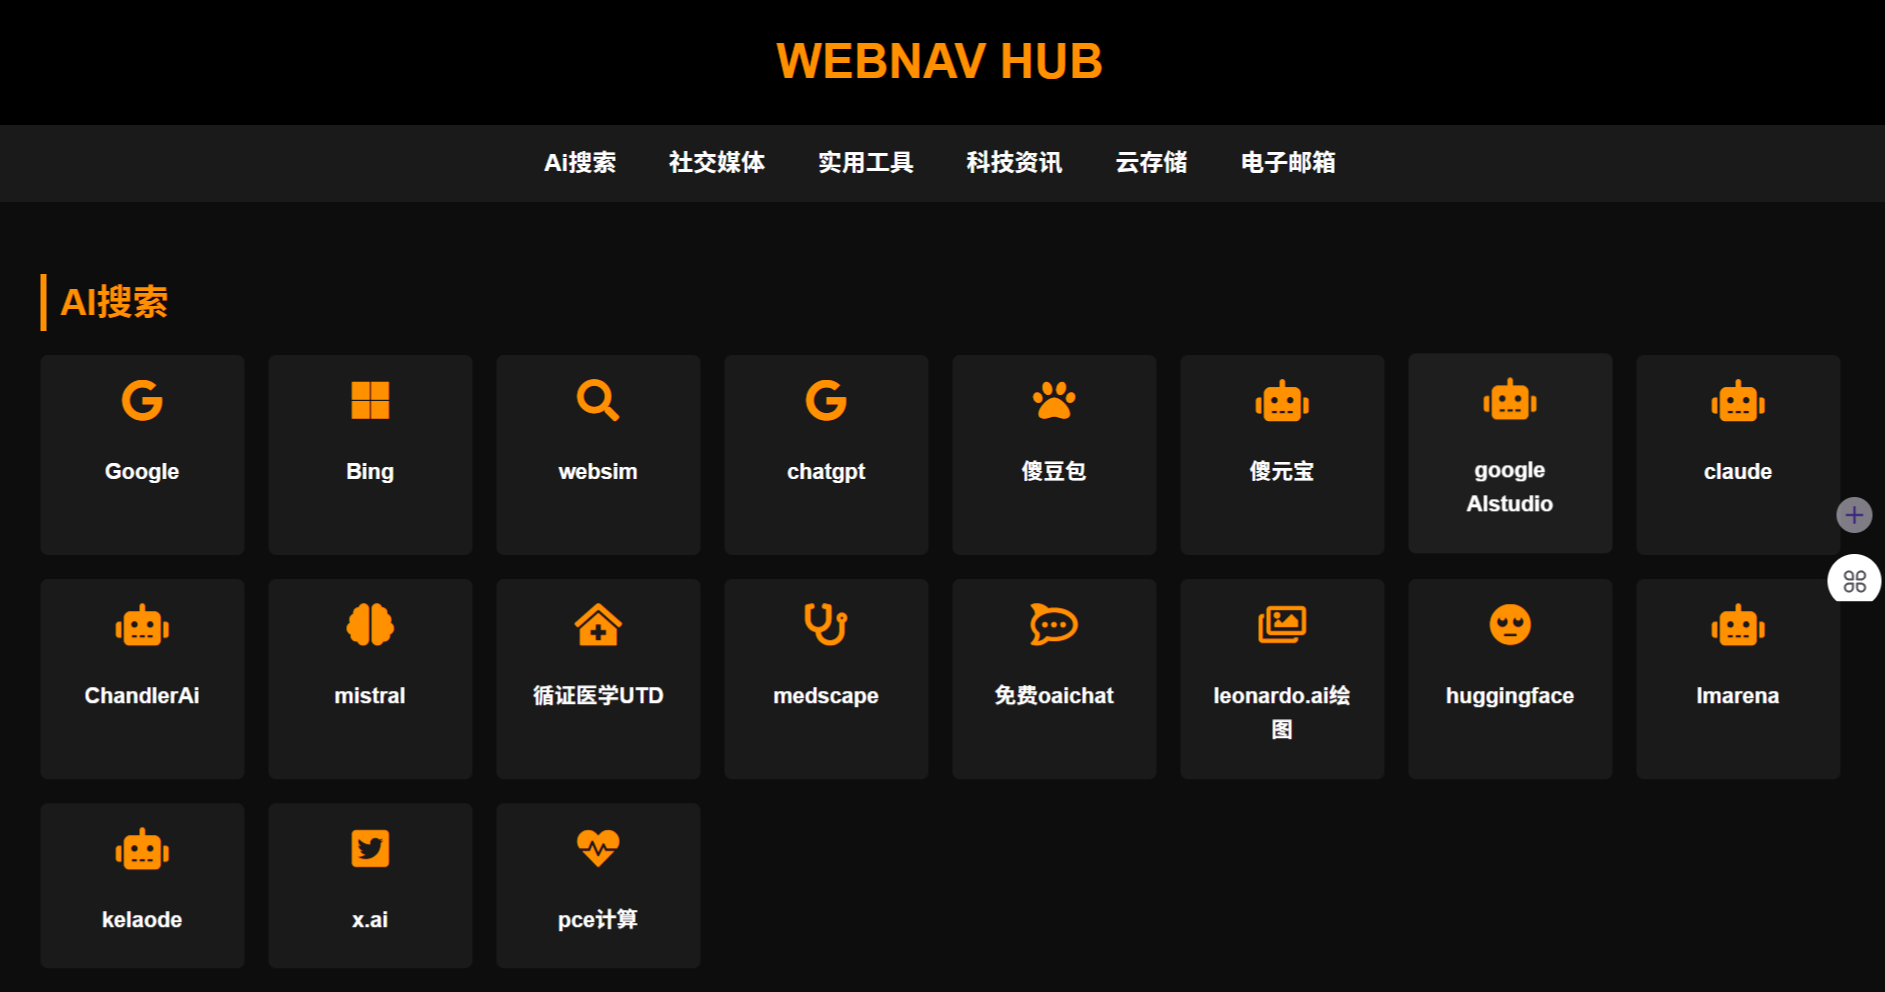 WEBNAV HUB
Ai搜索 社交媒体 实用工具 科技资讯 云存储 电子邮箱
AI搜索
Google
Bing
websim
chatgpt
傻豆包
傻元宝
google
AIstudio
claude
ChandlerAi
mistral
循证医学UTD
medscape
免费oaichat
leonardo.ai绘
图
huggingface
lmarena
kelaode
x.ai
pce计算